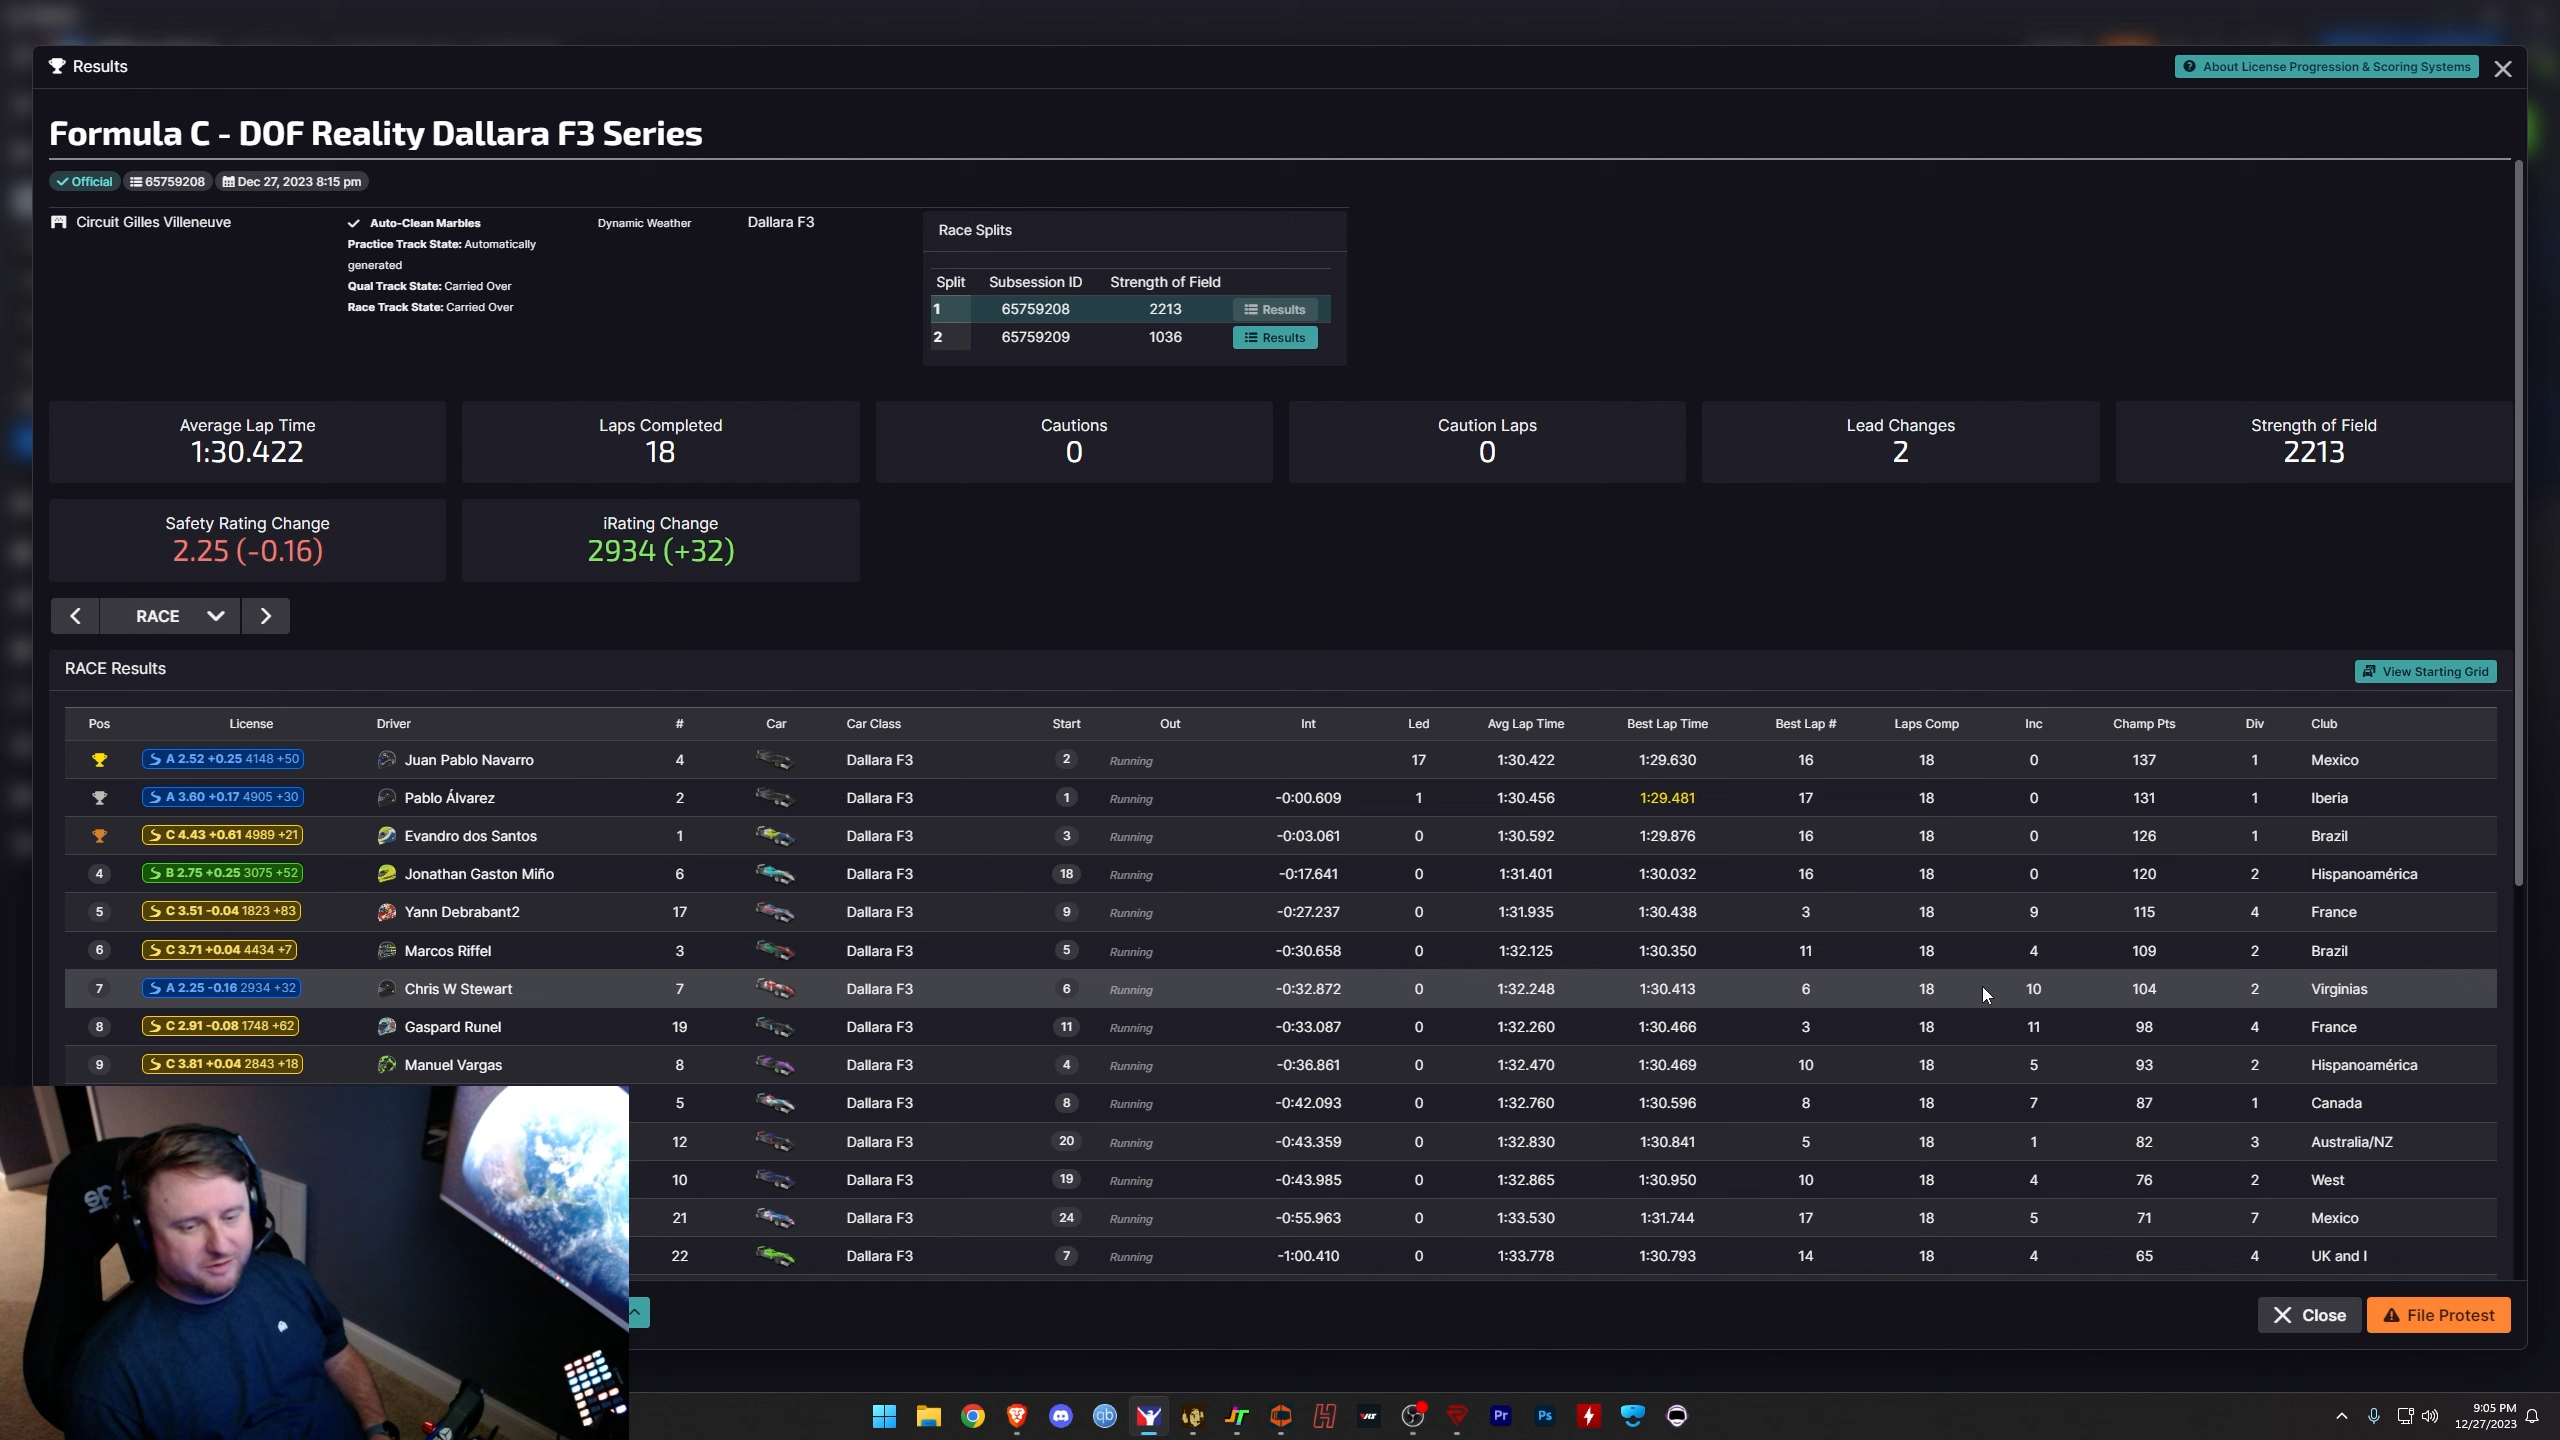 Results
About License Progression & Scoring Systems
Formula C - DOF Reality Dallara F3 Series
Official 65759208 Dec 27, 2023 8:15 pm
Circuit Gilles Villeneuve
Auto-Clean Marbles
Practice Track State: Automatically
generated
Qual Track State: Carried Over
Race Track State: Carried Over
Dynamic Weather
Dallara F3
Race Splits
Split Subsession ID Strength of Field
1 65759208 2213 Results
2 65759209 1036 Results
Average Lap Time
1:30.422
Laps Completed
18
Cautions
0
Caution Laps
0
Lead Changes
2
Strength of Field
2213
Safety Rating Change
2.25 (-0.16)
iRating Change
2934 (+32)
RACE
RACE Results
View Starting Grid
Pos License Driver # Car Car Class Start Out Int Led Avg Lap Time Best Lap Time Best Lap # Laps Comp Inc Champ Pts Div Club
A 2.52 +0.25 4148 +50 Juan Pablo Navarro 4 Dallara F3 2 Running 17 1:30.422 1:29.630 16 18 0 137 1 Mexico
A 3.60 +0.17 4905 +30 Pablo Álvarez 2 Dallara F3 1 Running -0:00.609 1 1:30.456 1:29.481 17 18 0 131 1 Iberia
C 4.43 +0.61 4989 +21 Evandro dos Santos 1 Dallara F3 3 Running -0:03.061 0 1:30.592 1:29.876 16 18 0 126 1 Brazil
4 B 2.75 +0.25 3075 +52 Jonathan Gaston Miño 6 Dallara F3 18 Running -0:17.641 0 1:31.401 1:30.032 16 18 0 120 2 Hispanoamérica
5 C 3.51 -0.04 1823 +83 Yann Debrabant2 17 Dallara F3 9 Running -0:27.237 0 1:31.935 1:30.438 3 18 9 115 4 France
6 C 3.71 +0.04 4434 +7 Marcos Riffel 3 Dallara F3 5 Running -0:30.658 0 1:32.125 1:30.350 11 18 4 109 2 Brazil
7 A 2.25 -0.16 2934 +32 Chris W Stewart 7 Dallara F3 6 Running -0:32.872 0 1:32.248 1:30.413 6 18 10 104 2 Virginias
8 C 2.91 -0.08 1748 +62 Gaspard Runel 19 Dallara F3 11 Running -0:33.087 0 1:32.260 1:30.466 3 18 11 98 4 France
9 C 3.81 +0.04 2843 +18 Manuel Vargas 8 Dallara F3 4 Running -0:36.861 0 1:32.470 1:30.469 10 18 5 93 2 Hispanoamérica
5 Dallara F3 8 Running -0:42.093 0 1:32.760 1:30.596 8 18 7 87 1 Canada
12 Dallara F3 20 Running -0:43.359 0 1:32.830 1:30.841 5 18 1 82 3 Australia/NZ
10 Dallara F3 19 Running -0:43.985 0 1:32.865 1:30.950 10 18 4 76 2 West
21 Dallara F3 24 Running -0:55.963 0 1:33.530 1:31.744 17 18 5 71 7 Mexico
22 Dallara F3 7 Running -1:00.410 0 1:33.778 1:30.793 14 18 4 65 4 UK and I
Close
File Protest
qb
Pr
Ps
9:05 PM
12/27/2023